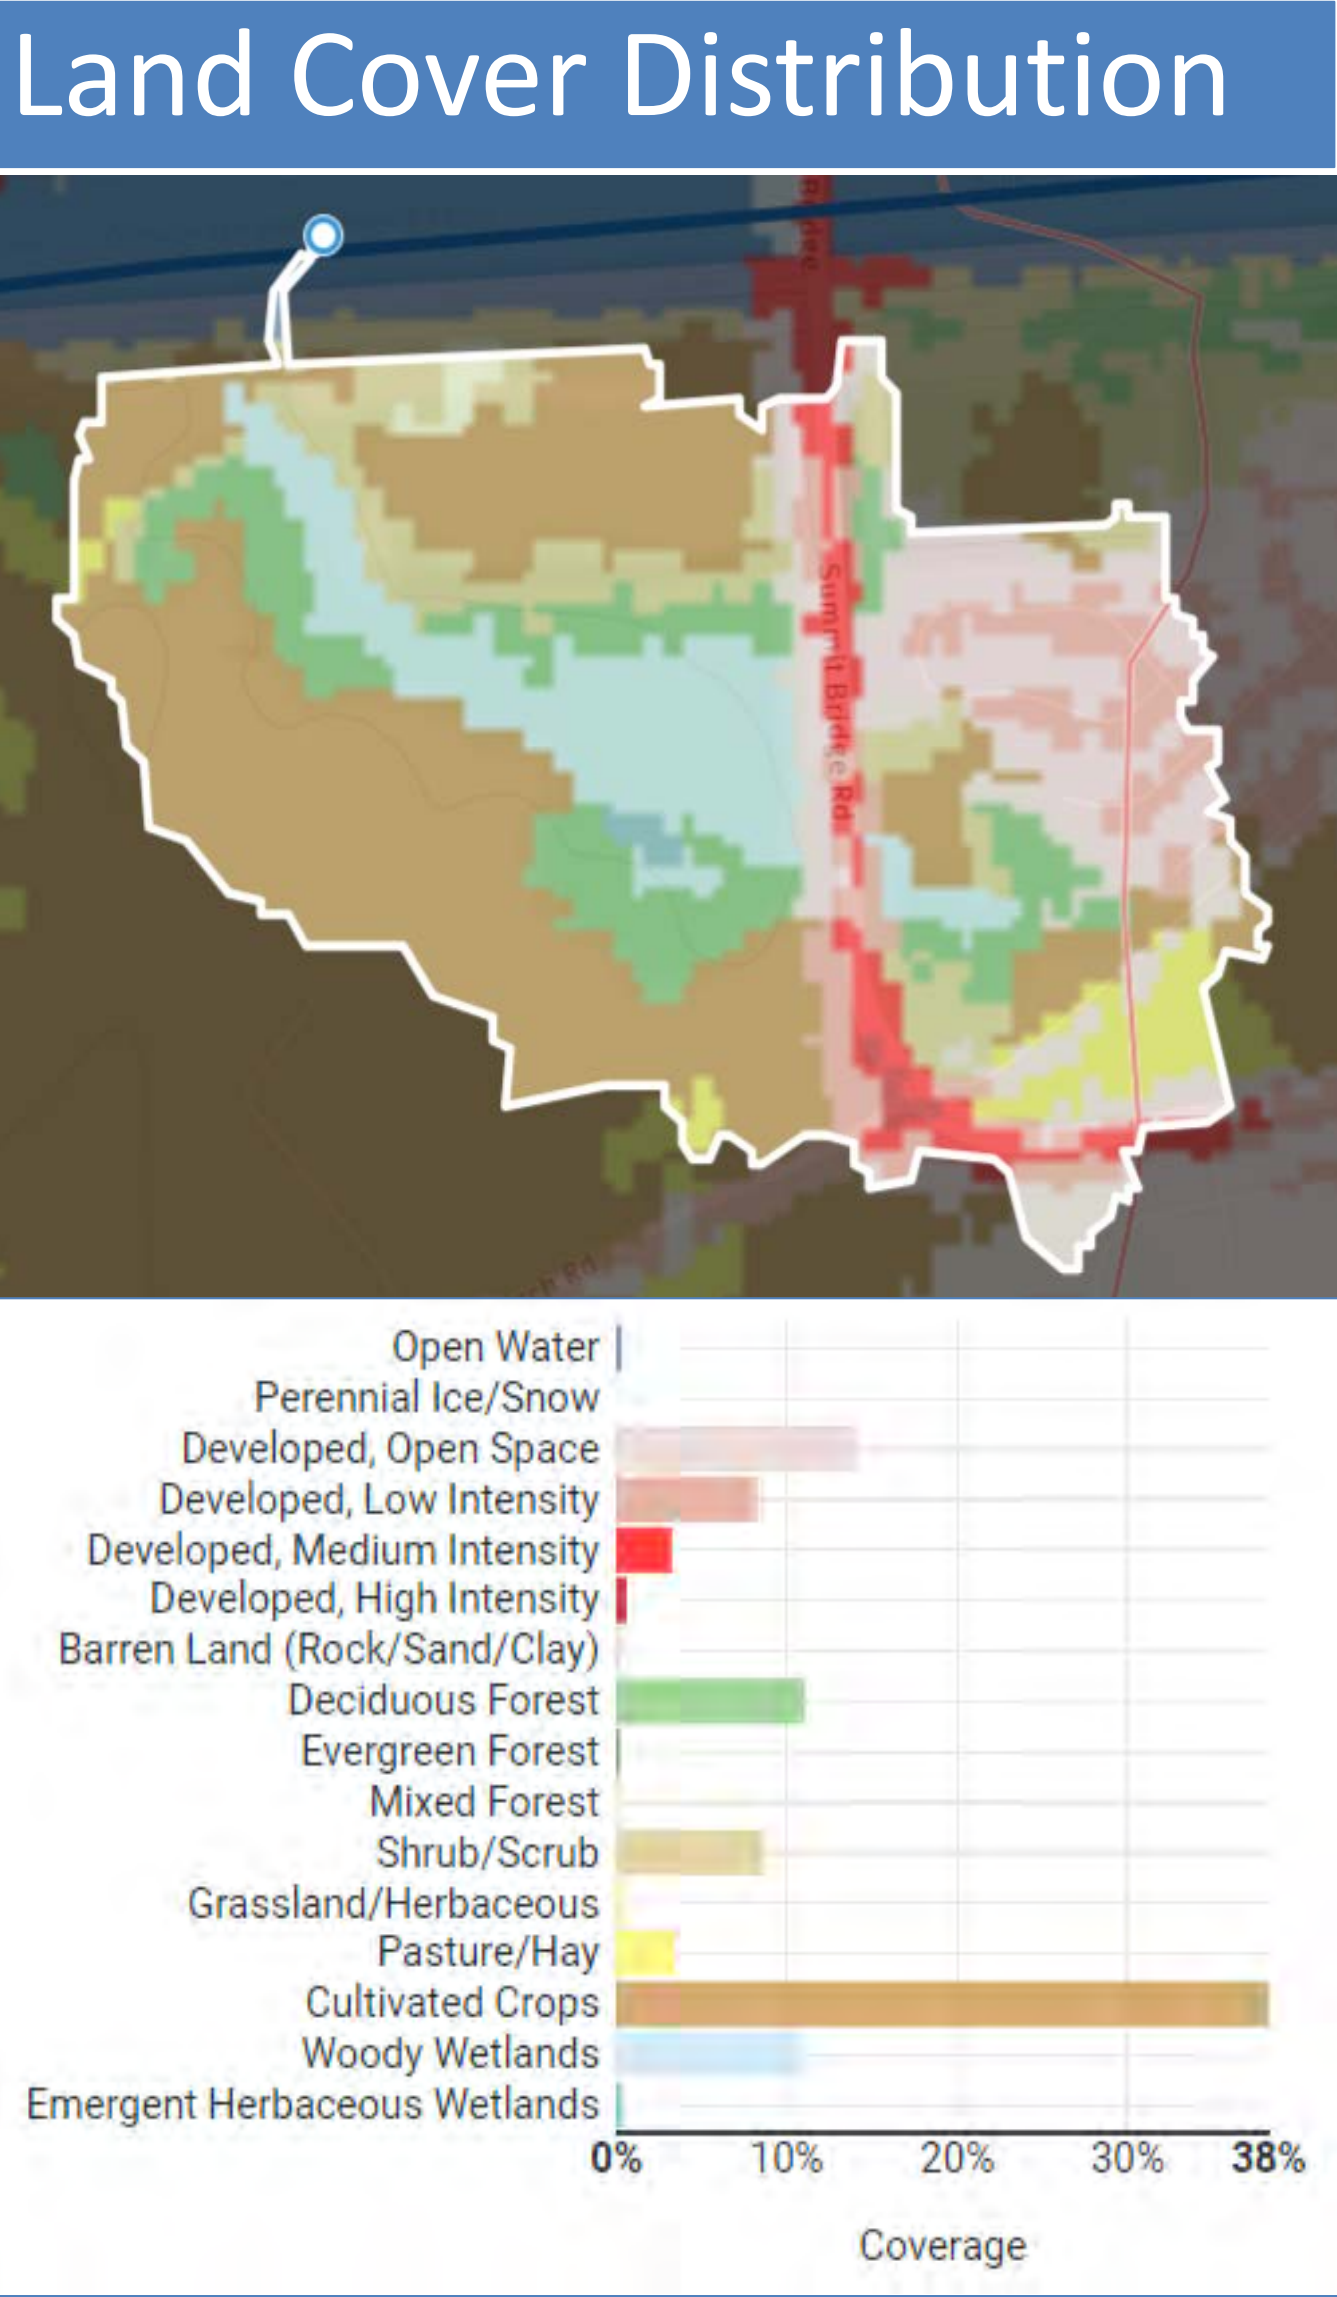 Land Cover Distribution
Summit Bridge Rd
Open Water
Perennial Ice/Snow
Developed, Open Space
Developed, Low Intensity
Developed, Medium Intensity
Developed, High Intensity
Barren Land (Rock/Sand/Clay)
Deciduous Forest
Evergreen Forest
Mixed Forest
Shrub/Scrub
Grassland/Herbaceous
Pasture/Hay
Cultivated Crops
Woody Wetlands
Emergent Herbaceous Wetlands
0% 10% 20% 30% 38%
Coverage